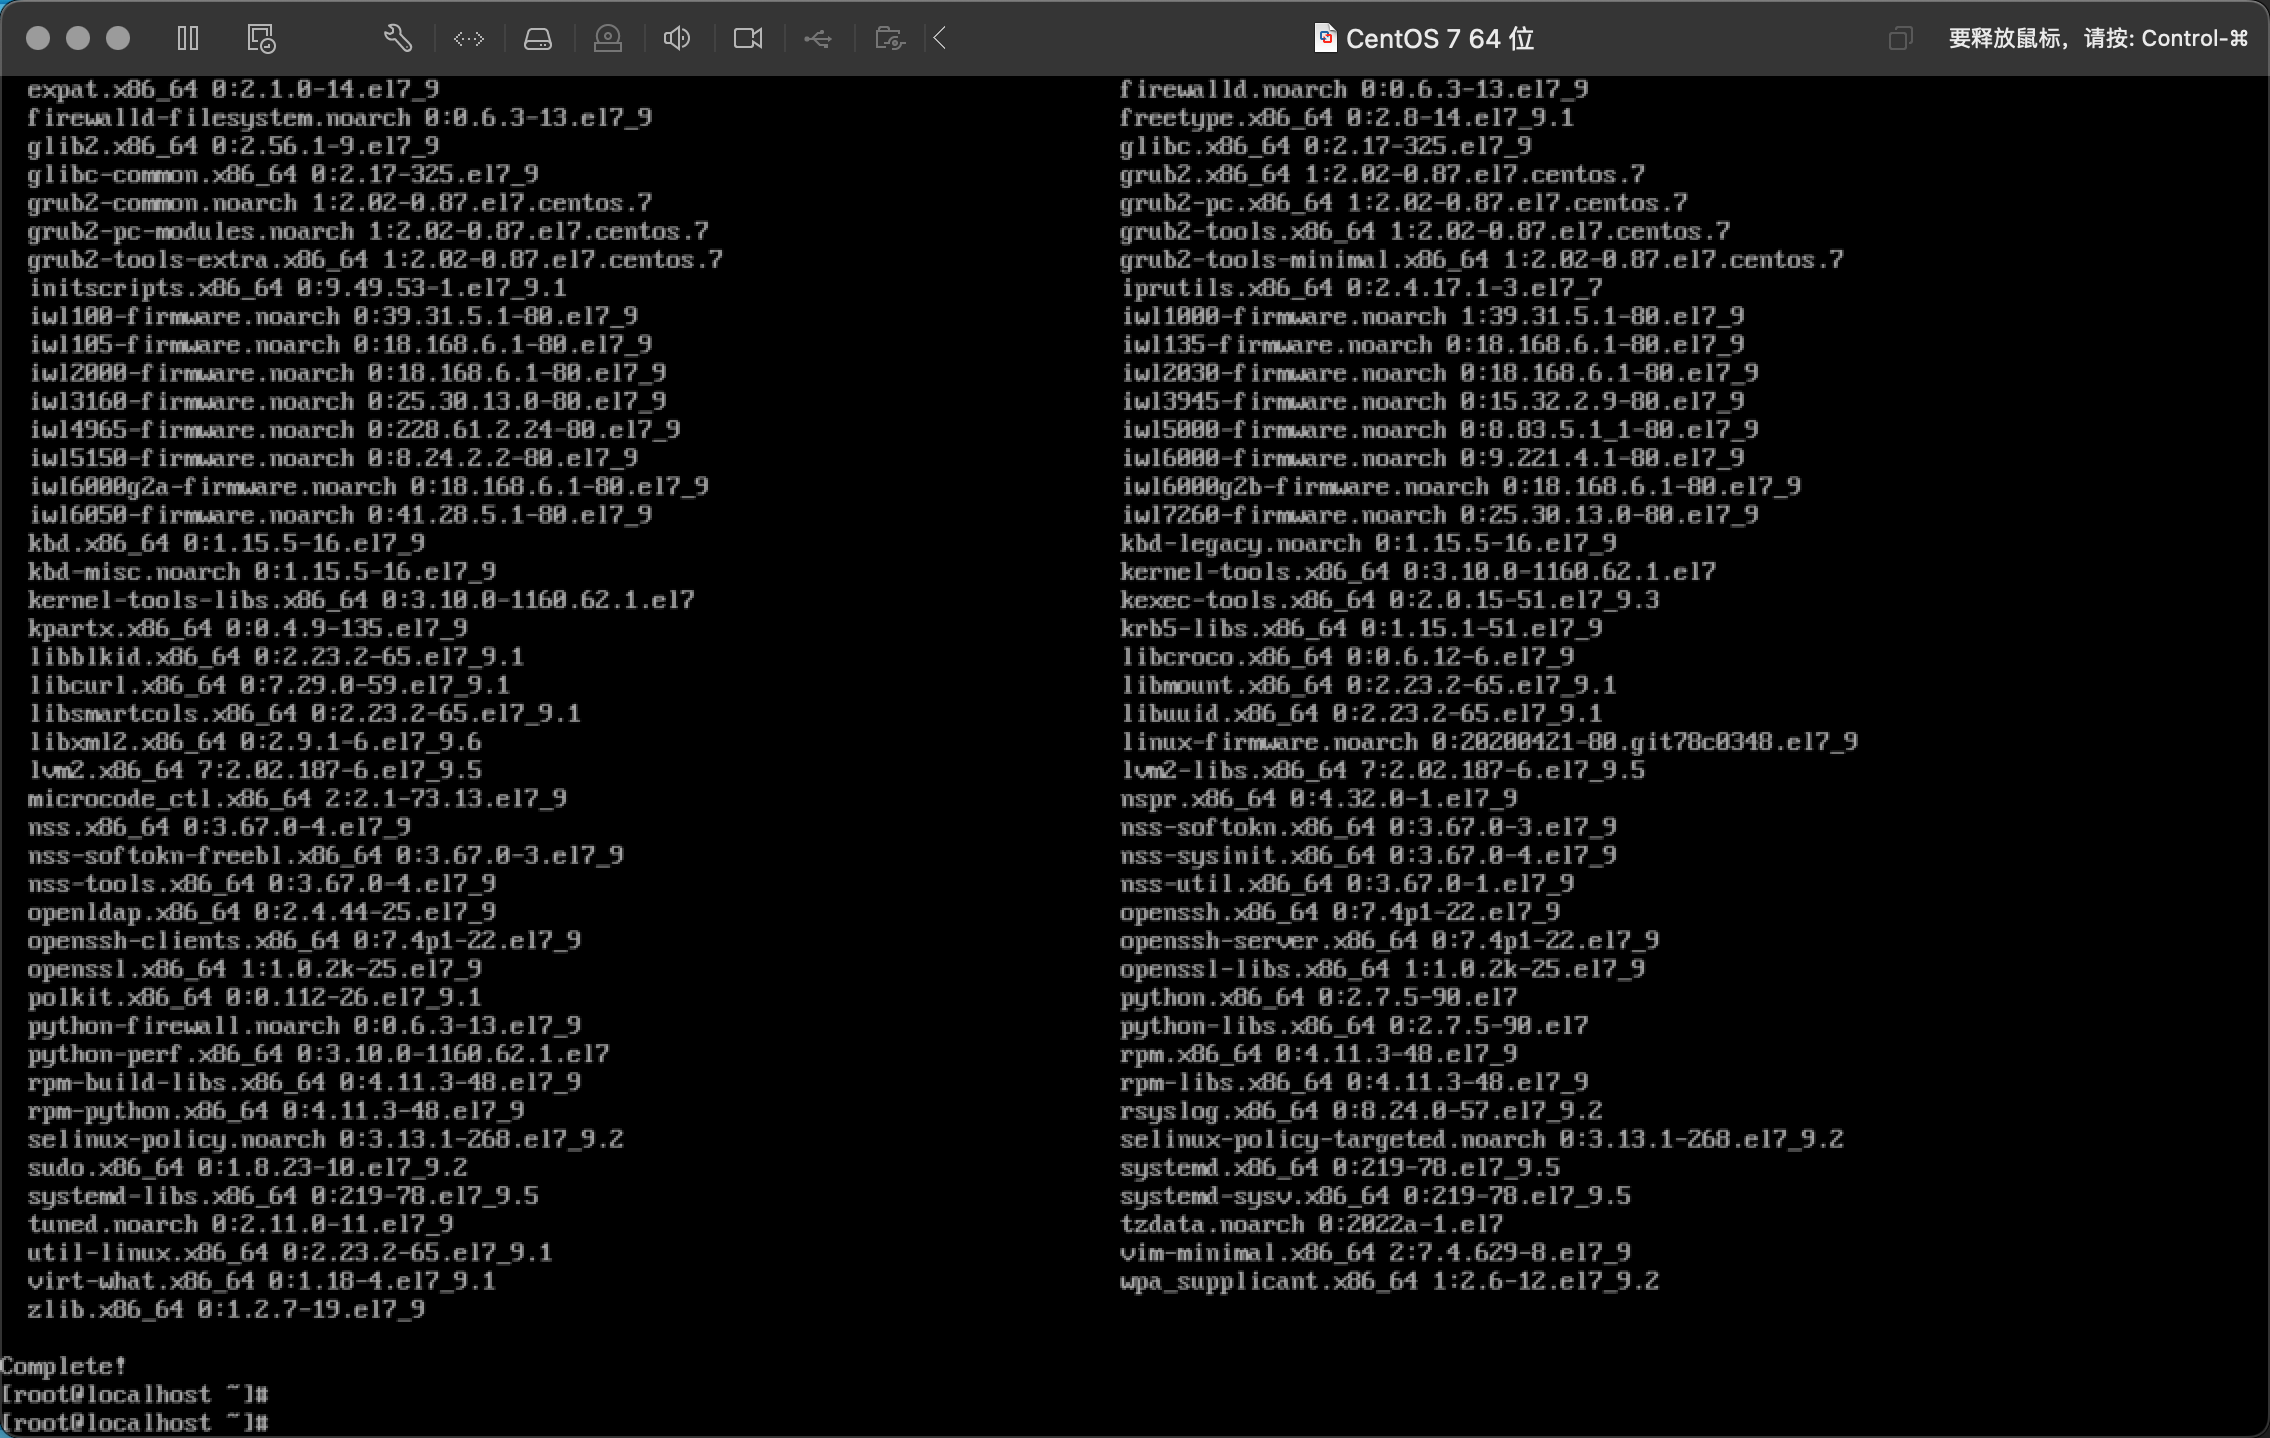 CentOS 7 64 位
要释放鼠标，请按: Control-⌘
expat.x86_64 0:2.1.0-14.el7_9 firewalld.noarch 0:0.6.3-13.el7_9
firewalld-filesystem.noarch 0:0.6.3-13.el7_9 freetype.x86_64 0:2.8-14.el7_9.1
glib2.x86_64 0:2.56.1-9.el7_9 glibc.x86_64 0:2.17-325.el7_9
glibc-common.x86_64 0:2.17-325.el7_9 grub2.x86_64 1:2.02-0.87.el7.centos.7
grub2-common.noarch 1:2.02-0.87.el7.centos.7 grub2-pc.x86_64 1:2.02-0.87.el7.centos.7
grub2-pc-modules.noarch 1:2.02-0.87.el7.centos.7 grub2-tools.x86_64 1:2.02-0.87.el7.centos.7
grub2-tools-extra.x86_64 1:2.02-0.87.el7.centos.7 grub2-tools-minimal.x86_64 1:2.02-0.87.el7.centos.7
initscripts.x86_64 0:9.49.53-1.el7_9.1 iprutils.x86_64 0:2.4.17.1-3.el7_7
iwl100-firmware.noarch 0:39.31.5.1-80.el7_9 iwl1000-firmware.noarch 1:39.31.5.1-80.el7_9
iwl105-firmware.noarch 0:18.168.6.1-80.el7_9 iwl135-firmware.noarch 0:18.168.6.1-80.el7_9
iwl2000-firmware.noarch 0:18.168.6.1-80.el7_9 iwl2030-firmware.noarch 0:18.168.6.1-80.el7_9
iwl3160-firmware.noarch 0:25.30.13.0-80.el7_9 iwl3945-firmware.noarch 0:15.32.2.9-80.el7_9
iwl4965-firmware.noarch 0:228.61.2.24-80.el7_9 iwl5000-firmware.noarch 0:8.83.5.1_1-80.el7_9
iwl5150-firmware.noarch 0:8.24.2.2-80.el7_9 iwl6000-firmware.noarch 0:9.221.4.1-80.el7_9
iwl6000g2a-firmware.noarch 0:18.168.6.1-80.el7_9 iwl6000g2b-firmware.noarch 0:18.168.6.1-80.el7_9
iwl6050-firmware.noarch 0:41.28.5.1-80.el7_9 iwl7260-firmware.noarch 0:25.30.13.0-80.el7_9
kbd.x86_64 0:1.15.5-16.el7_9 kbd-legacy.noarch 0:1.15.5-16.el7_9
kbd-misc.noarch 0:1.15.5-16.el7_9 kernel-tools.x86_64 0:3.10.0-1160.62.1.el7
kernel-tools-libs.x86_64 0:3.10.0-1160.62.1.el7 kexec-tools.x86_64 0:2.0.15-51.el7_9.3
kpartx.x86_64 0:0.4.9-135.el7_9 krb5-libs.x86_64 0:1.15.1-51.el7_9
libblkid.x86_64 0:2.23.2-65.el7_9.1 libcroco.x86_64 0:0.6.12-6.el7_9
libcurl.x86_64 0:7.29.0-59.el7_9.1 libmount.x86_64 0:2.23.2-65.el7_9.1
libsmartcols.x86_64 0:2.23.2-65.el7_9.1 libuuid.x86_64 0:2.23.2-65.el7_9.1
libxml2.x86_64 0:2.9.1-6.el7_9.6 linux-firmware.noarch 0:20200421-80.git78c0348.el7_9
lvm2.x86_64 7:2.02.187-6.el7_9.5 lvm2-libs.x86_64 7:2.02.187-6.el7_9.5
microcode_ctl.x86_64 2:2.1-73.13.el7_9 nspr.x86_64 0:4.32.0-1.el7_9
nss.x86_64 0:3.67.0-4.el7_9 nss-softokn.x86_64 0:3.67.0-3.el7_9
nss-softokn-freebl.x86_64 0:3.67.0-3.el7_9 nss-sysinit.x86_64 0:3.67.0-4.el7_9
nss-tools.x86_64 0:3.67.0-4.el7_9 nss-util.x86_64 0:3.67.0-1.el7_9
openldap.x86_64 0:2.4.44-25.el7_9 openssh.x86_64 0:7.4p1-22.el7_9
openssh-clients.x86_64 0:7.4p1-22.el7_9 openssh-server.x86_64 0:7.4p1-22.el7_9
openssl.x86_64 1:1.0.2k-25.el7_9 openssl-libs.x86_64 1:1.0.2k-25.el7_9
polkit.x86_64 0:0.112-26.el7_9.1 python.x86_64 0:2.7.5-90.el7
python-firewall.noarch 0:0.6.3-13.el7_9 python-libs.x86_64 0:2.7.5-90.el7
python-perf.x86_64 0:3.10.0-1160.62.1.el7 rpm.x86_64 0:4.11.3-48.el7_9
rpm-build-libs.x86_64 0:4.11.3-48.el7_9 rpm-libs.x86_64 0:4.11.3-48.el7_9
rpm-python.x86_64 0:4.11.3-48.el7_9 rsyslog.x86_64 0:8.24.0-57.el7_9.2
selinux-policy.noarch 0:3.13.1-268.el7_9.2 selinux-policy-targeted.noarch 0:3.13.1-268.el7_9.2
sudo.x86_64 0:1.8.23-10.el7_9.2 systemd.x86_64 0:219-78.el7_9.5
systemd-libs.x86_64 0:219-78.el7_9.5 systemd-sysv.x86_64 0:219-78.el7_9.5
tuned.noarch 0:2.11.0-11.el7_9 tzdata.noarch 0:2022a-1.el7
util-linux.x86_64 0:2.23.2-65.el7_9.1 vim-minimal.x86_64 2:7.4.629-8.el7_9
virt-what.x86_64 0:1.18-4.el7_9.1 wpa_supplicant.x86_64 1:2.6-12.el7_9.2
zlib.x86_64 0:1.2.7-19.el7_9
Complete!
[root@localhost ~]#
[root@localhost ~]#